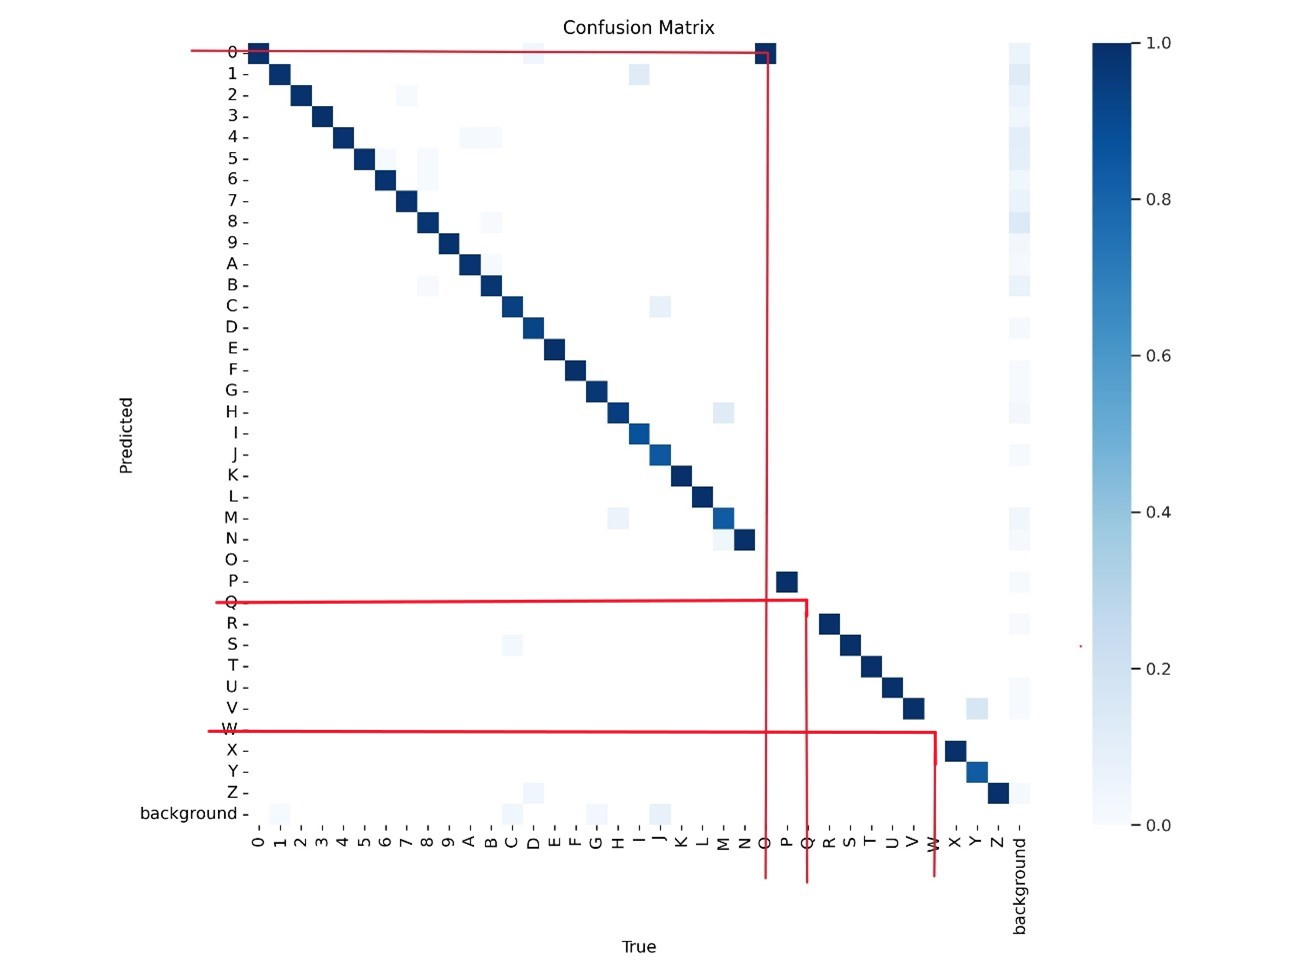 Confusion Matrix
0
1
2
3
4
5
6
7
8
9
A
B
C
D
E
F
G
H
I
J
K
L
M
N
O
P
Q
R
S
T
U
V
W
X
Y
Z
background
Predicted
0 1 2 3 4 5 6 7 8 9 A B C D E F G H I J K L M N O P Q R S T U V W X Y Z background
True
1.0
0.8
0.6
0.4
0.2
0.0